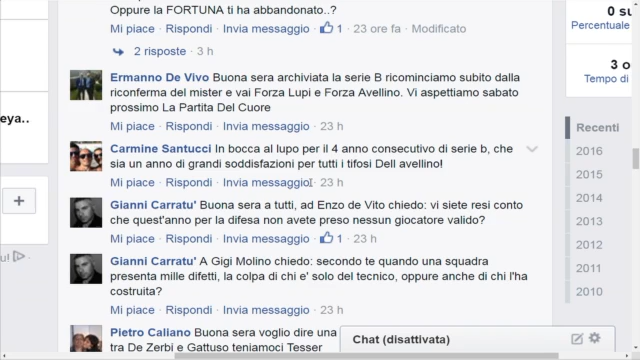 Oppure la FORTUNA ti ha abbandonato..?
Mi piace · Rispondi · Invia messaggio · 1 · 23 ore fa · Modificato
2 risposte · 3 h
Ermanno De Vivo Buona sera archiviata la serie B ricominciamo subito dalla
riconferma del mister e vai Forza Lupi e Forza Avellino. Vi aspettiamo sabato
prossimo La Partita Del Cuore
Mi piace · Rispondi · Invia messaggio · 23 h
Carmine Santucci In bocca al lupo per il 4 anno consecutivo di serie b, che
sia un anno di grandi soddisfazioni per tutti i tifosi Dell avellino!
Mi piace · Rispondi · Invia messaggio · 23 h
Gianni Carratu' Buona sera a tutti, ad Enzo de Vito chiedo: vi siete resi conto
che quest'anno per la difesa non avete preso nessun giocatore valido?
Mi piace · Rispondi · Invia messaggio · 1 · 23 h
Gianni Carratu' A Gigi Molino chiedo: secondo te quando una squadra
presenta mille difetti, la colpa di chi e' solo del tecnico, oppure anche di chi l'ha
costruita?
Mi piace · Rispondi · Invia messaggio · 23 h
Pietro Caliano Buona sera voglio dire una
tra De Zerbi e Gattuso teniamoci Tesser
Chat (disattivata)
eya..
u!
0 su
Percentuale
3 o
Tempo di
Recenti
2016
2015
2014
2013
2012
2011
2010